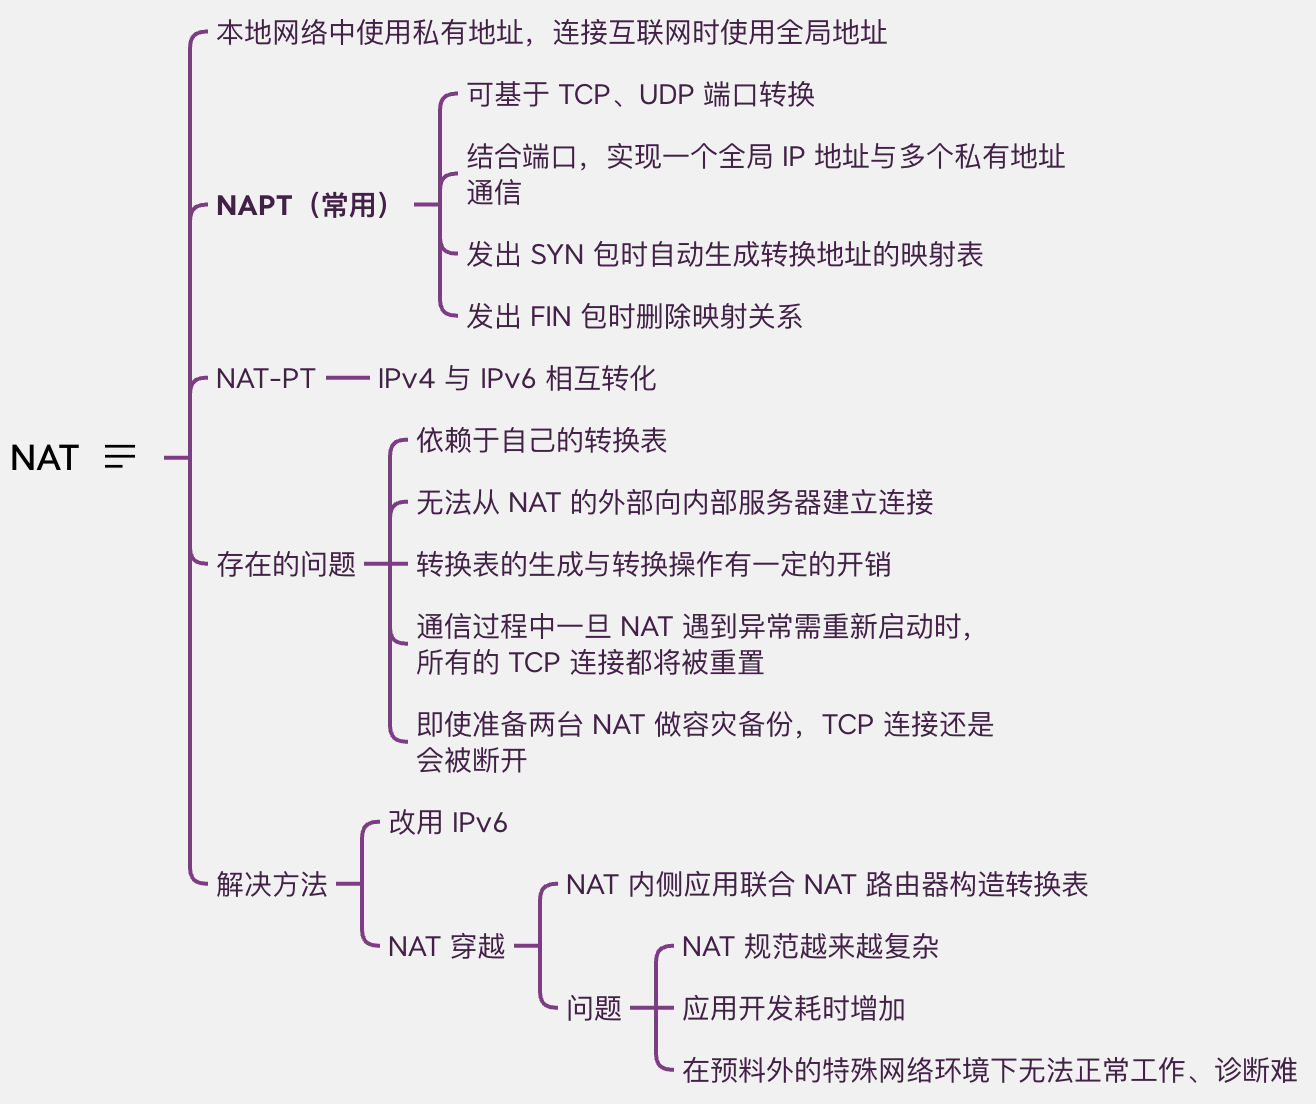 本地网络中使用私有地址，连接互联网时使用全局地址
可基于 TCP、UDP 端口转换
结合端口，实现一个全局 IP 地址与多个私有地址
通信
NAPT（常用）
发出 SYN 包时自动生成转换地址的映射表
发出 FIN 包时删除映射关系
NAT-PT
IPv4 与 IPv6 相互转化
NAT
依赖于自己的转换表
无法从 NAT 的外部向内部服务器建立连接
存在的问题
转换表的生成与转换操作有一定的开销
通信过程中一旦 NAT 遇到异常需重新启动时，
所有的 TCP 连接都将被重置
即使准备两台 NAT 做容灾备份，TCP 连接还是
会被断开
解决方法
改用 IPv6
NAT 穿越
NAT 内侧应用联合 NAT 路由器构造转换表
问题
NAT 规范越来越复杂
应用开发耗时增加
在预料外的特殊网络环境下无法正常工作、诊断难